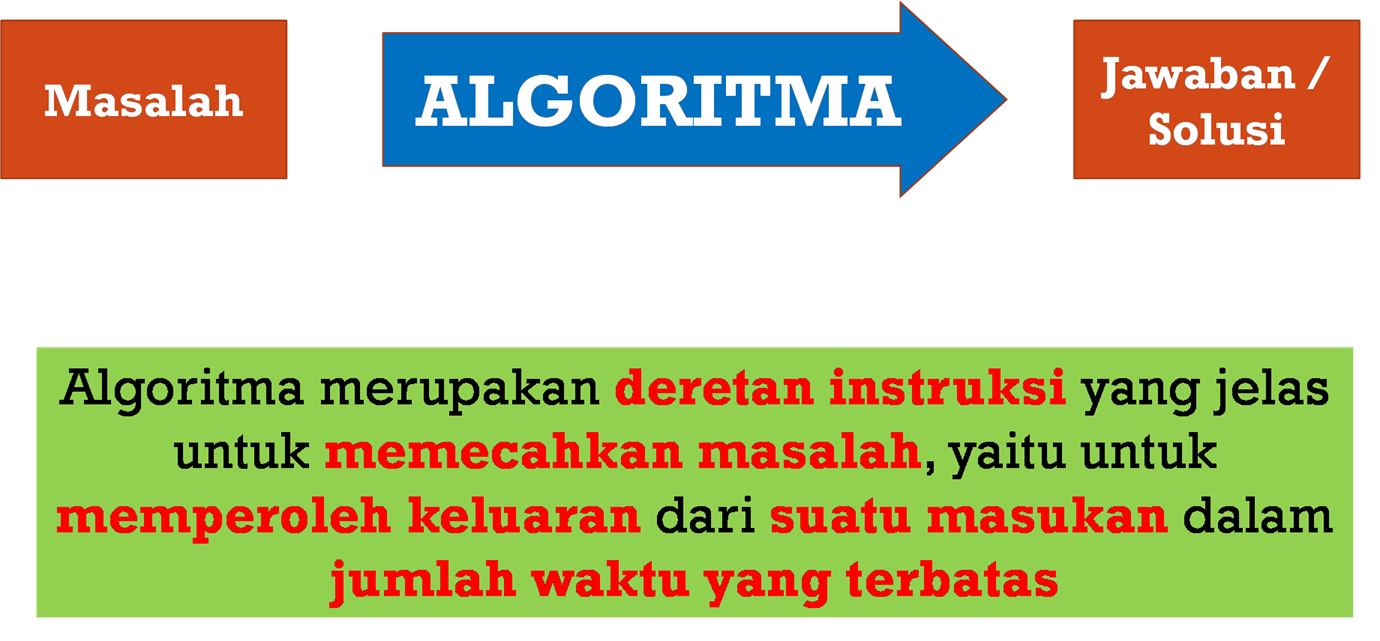 Masalah
ALGORITMA
Jawaban /
Solusi
Algoritma merupakan deretan instruksi yang jelas
untuk memecahkan masalah, yaitu untuk
memperoleh keluaran dari suatu masukan dalam
jumlah waktu yang terbatas